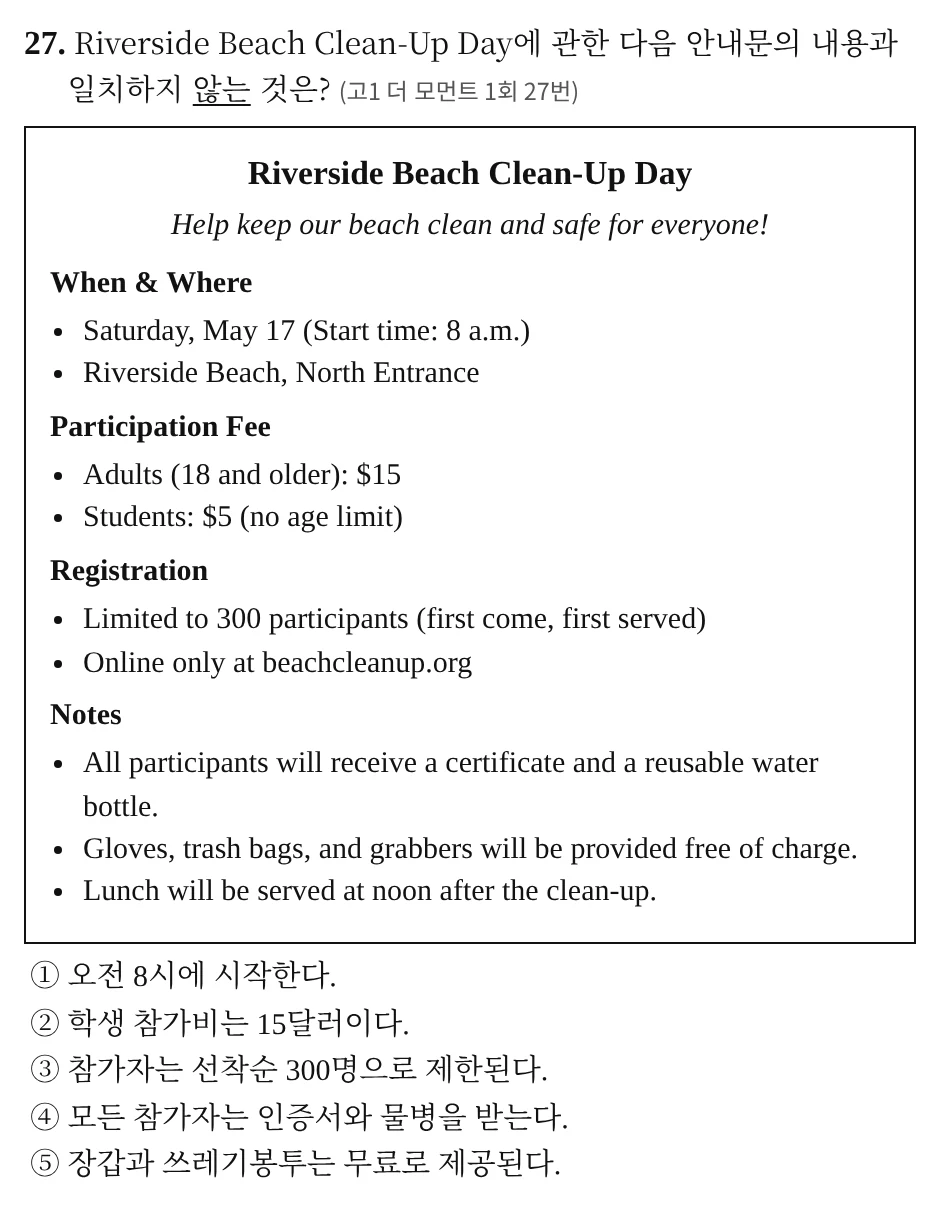 27. Riverside Beach Clean-Up Day에 관한 다음 안내문의 내용과
일치하지 않는 것은? (고1 더 모먼트 1회 27번)
Riverside Beach Clean-Up Day
Help keep our beach clean and safe for everyone!
When & Where
• Saturday, May 17 (Start time: 8 a.m.)
• Riverside Beach, North Entrance
Participation Fee
• Adults (18 and older): $15
• Students: $5 (no age limit)
Registration
• Limited to 300 participants (first come, first served)
• Online only at beachcleanup.org
Notes
• All participants will receive a certificate and a reusable water
bottle.
• Gloves, trash bags, and grabbers will be provided free of charge.
• Lunch will be served at noon after the clean-up.
① 오전 8시에 시작한다.
② 학생 참가비는 15달러이다.
③ 참가자는 선착순 300명으로 제한된다.
④ 모든 참가자는 인증서와 물병을 받는다.
⑤ 장갑과 쓰레기봉투는 무료로 제공된다.